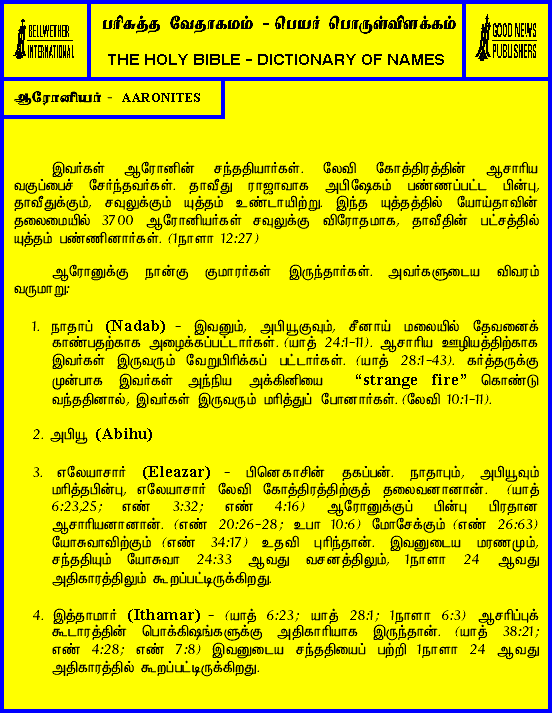 BELLWETHER
INTERNATIONAL
பரிசுத்த வேதாகமம் - பெயர் பொருள்விளக்கம்
THE HOLY BIBLE - DICTIONARY OF NAMES
GOOD NEWS
PUBLISHERS
ஆரோனியர் - AARONITES
இவர்கள் ஆரோனின் சந்ததியார்கள். லேவி கோத்திரத்தின் ஆசாரிய
வகுப்பைச் சேர்ந்தவர்கள். தாவீது ராஜாவாக அபிஷேகம் பண்ணப்பட்ட பின்பு,
தாவீதுக்கும், சவுலுக்கும் யுத்தம் உண்டாயிற்று. இந்த யுத்தத்தில் யோய்தாவின்
தலைமையில் 3700 ஆரோனியர்கள் சவுலுக்கு விரோதமாக, தாவீதின் பட்சத்தில்
யுத்தம் பண்ணினார்கள். (1நாளா 12:27)
ஆரோனுக்கு நான்கு குமாரர்கள் இருந்தார்கள். அவர்களுடைய விவரம்
வருமாறு:
1. நாதாப் (Nadab) - இவனும், அபியூகுவும், சீனாய் மலையில் தேவனைக்
காண்பதற்காக அழைக்கப்பட்டார்கள். (யாத் 24:1-11). ஆசாரிய ஊழியத்திற்காக
இவர்கள் இருவரும் வேறுபிரிக்கப் பட்டார்கள். (யாத் 28:1-43). கர்த்தருக்கு
முன்பாக இவர்கள் அந்நிய அக்கினியை “strange fire” கொண்டு
வந்ததினால், இவர்கள் இருவரும் மரித்துப் போனார்கள். (லேவி 10:1-11).
2. அபியூ (Abihu)
3. எலேயாசார் (Eleazar) - பினெகாசின் தகப்பன். நாதாபும், அபியூவும்
மரித்தபின்பு, எலேயாசார் லேவி கோத்திரத்திற்குத் தலைவனானான். (யாத்
6:23,25; எண் 3:32; எண் 4:16) ஆரோனுக்குப் பின்பு பிரதான
ஆசாரியனானான். (எண் 20:26-28; உபா 10:6) மோசேக்கும் (எண் 26:63)
யோசுவாவிற்கும் (எண் 34:17) உதவி புரிந்தான். இவனுடைய மரணமும்,
சந்ததியும் யோசுவா 24:33 ஆவது வசனத்திலும், 1நாளா 24 ஆவது
அதிகாரத்திலும் கூறப்பட்டிருக்கிறது.
4. இத்தாமார் (Ithamar) - (யாத் 6:23; யாத் 28:1; 1நாளா 6:3) ஆசரிப்புக்
கூடாரத்தின் பொக்கிஷங்களுக்கு அதிகாரியாக இருந்தான். (யாத் 38:21;
எண் 4:28; எண் 7:8) இவனுடைய சந்ததியைப் பற்றி 1நாளா 24 ஆவது
அதிகாரத்தில் கூறப்பட்டிருக்கிறது.